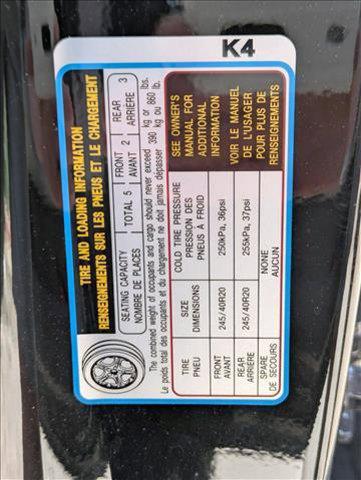 K4
TIRE AND LOADING INFORMATION
RENSEIGNEMENTS SUR LES PNEUS ET LE CHARGEMENT
SEATING CAPACITY
NOMBRE DE PLACES
TOTAL 5
FRONT
AVANT 2
REAR
ARRIÈRE 3
The combined weight of occupants and cargo should never exceed 390 kg or 860 lbs.
Le poids total des occupants et du chargement ne doit jamais dépasser 390 kg ou 860 lb.
TIRE
PNEU
SIZE
DIMENSIONS
COLD TIRE PRESSURE
PRESSION DES
PNEUS À FROID
FRONT
AVANT
245/40R20
250kPa, 36psi
REAR
ARRIÈRE
245/40R20
255kPa, 37psi
SPARE
DE SECOURS
NONE
AUCUN
SEE OWNER'S
MANUAL FOR
ADDITIONAL
INFORMATION
VOIR LE MANUEL
DE L'USAGER
POUR PLUS DE
RENSEIGNEMENTS